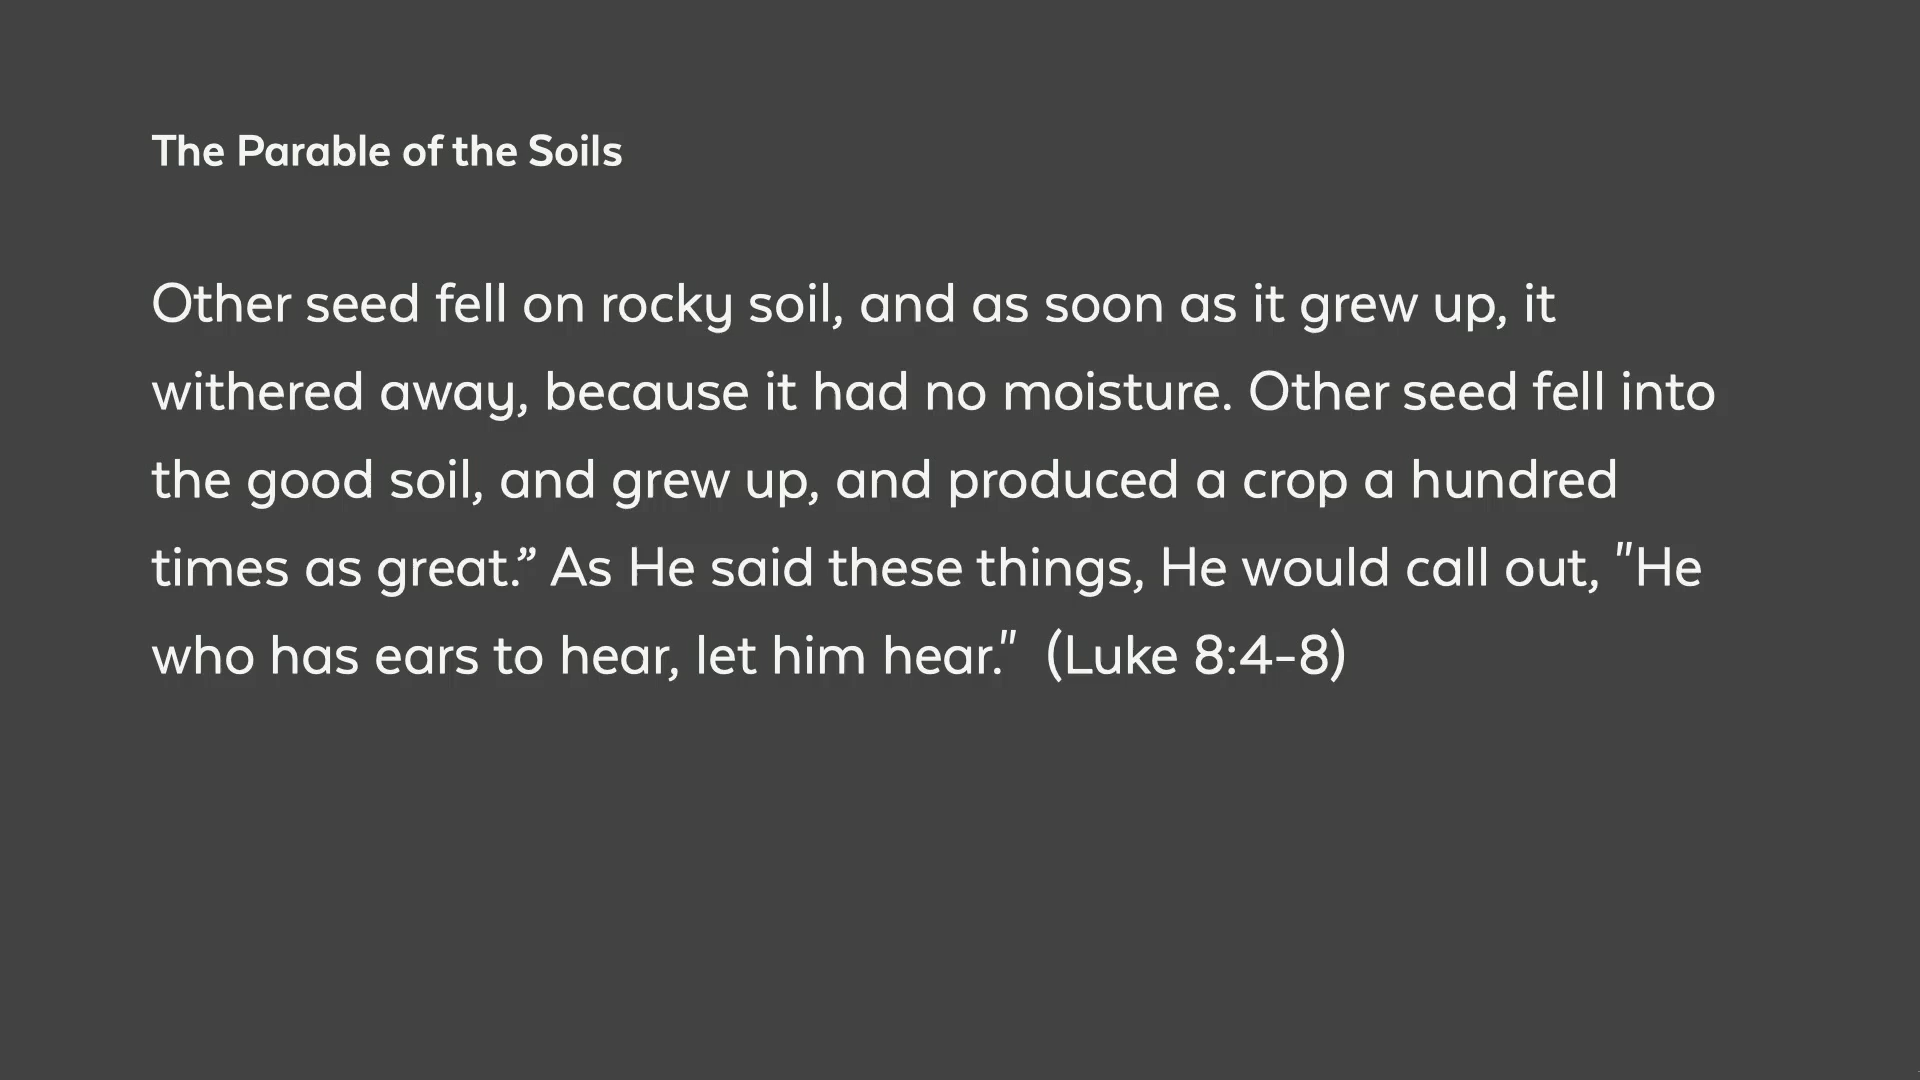 The Parable of the Soils
Other seed fell on rocky soil, and as soon as it grew up, it
withered away, because it had no moisture. Other seed fell into
the good soil, and grew up, and produced a crop a hundred
times as great.” As He said these things, He would call out, "He
who has ears to hear, let him hear."  (Luke 8:4-8)